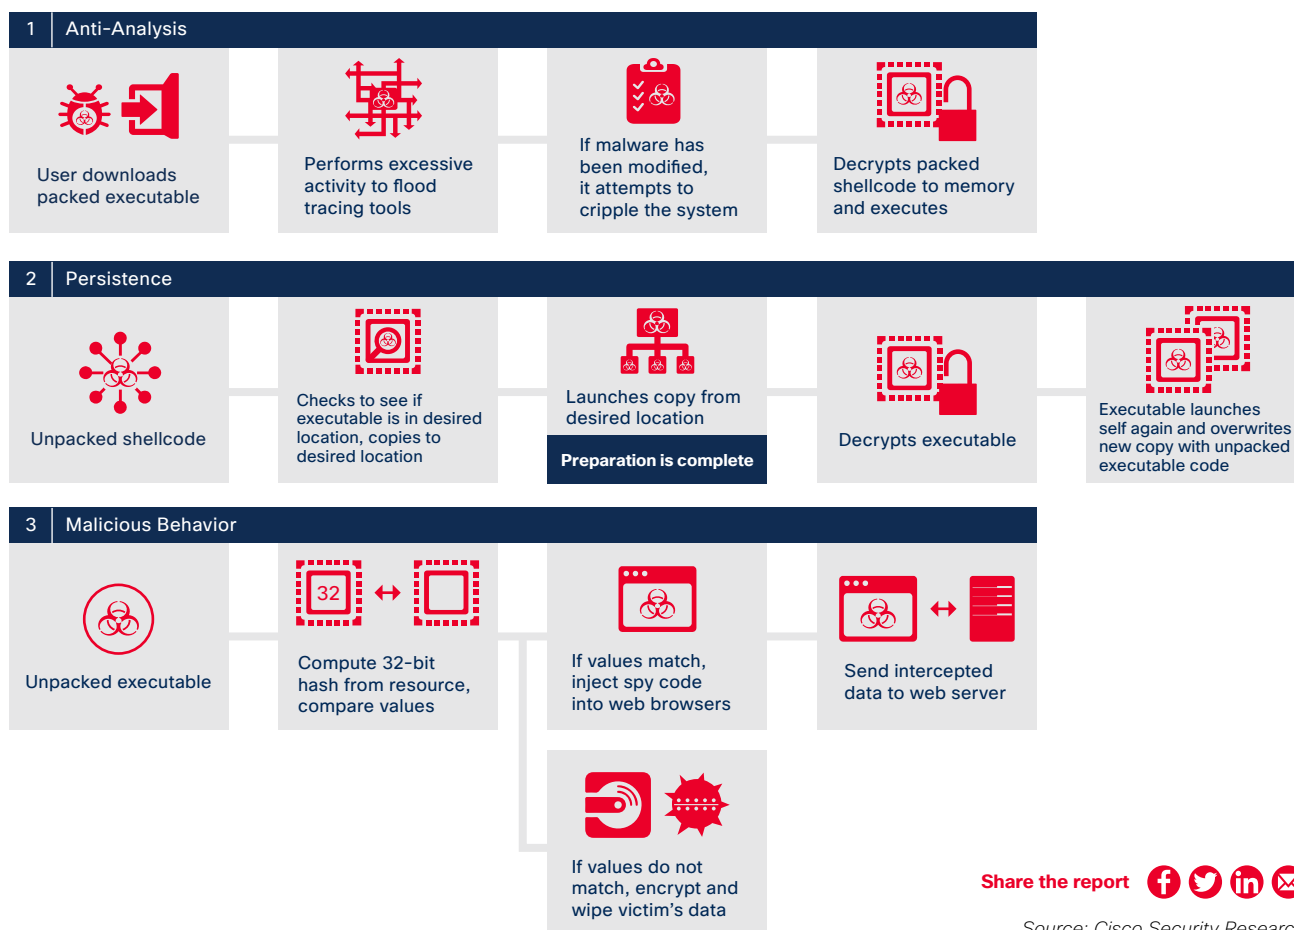 1 Anti-Analysis
User downloads
packed executable
Performs excessive
activity to flood
tracing tools
If malware has
been modified,
it attempts to
cripple the system
Decrypts packed
shellcode to memory
and executes
2 Persistence
Unpacked shellcode
Checks to see if
executable is in desired
location, copies to
desired location
Launches copy from
desired location
Preparation is complete
Decrypts executable
Executable launches
self again and overwrites
new copy with unpacked
executable code
3 Malicious Behavior
Unpacked executable
32
Compute 32-bit
hash from resource,
compare values
If values match,
inject spy code
into web browsers
Send intercepted
data to web server
If values do not
match, encrypt and
wipe victim’s data
Share the report
Source: Cisco Security Research